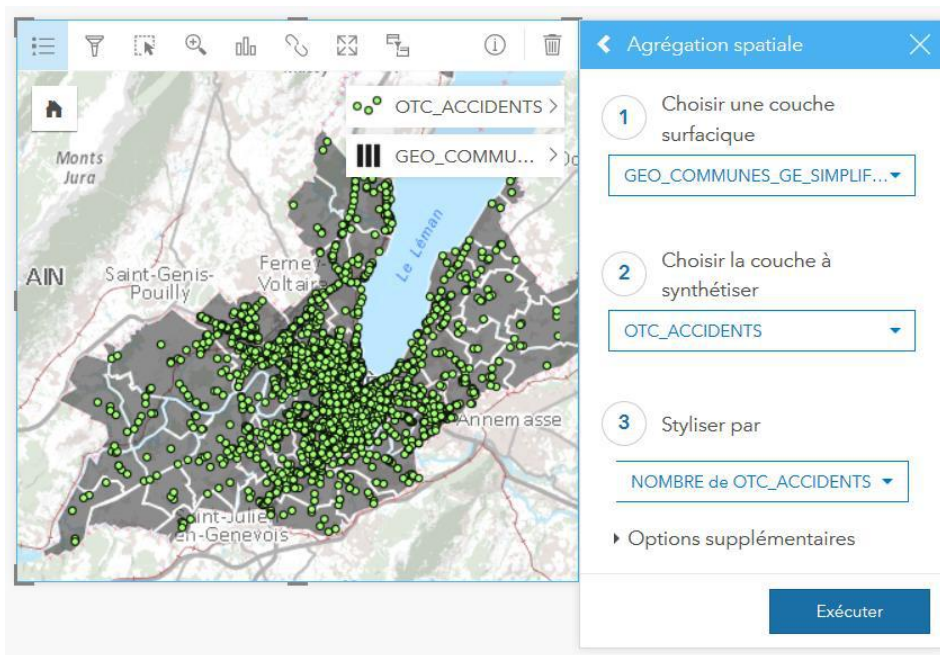 Agrégation spatiale
OTC_ACCIDENTS
GEO_COMMU...
Monts
Jura
AIN
Saint-Genis-
Pouilly
Ferney
Voltaire
Le Léman
Annemasse
en-Genevois
1
Choisir une couche
surfacique
GEO_COMMUNES_GE_SIMPLIF...
2
Choisir la couche à
synthétiser
OTC_ACCIDENTS
3
Styliser par
NOMBRE de OTC_ACCIDENTS
Options supplémentaires
Exécuter